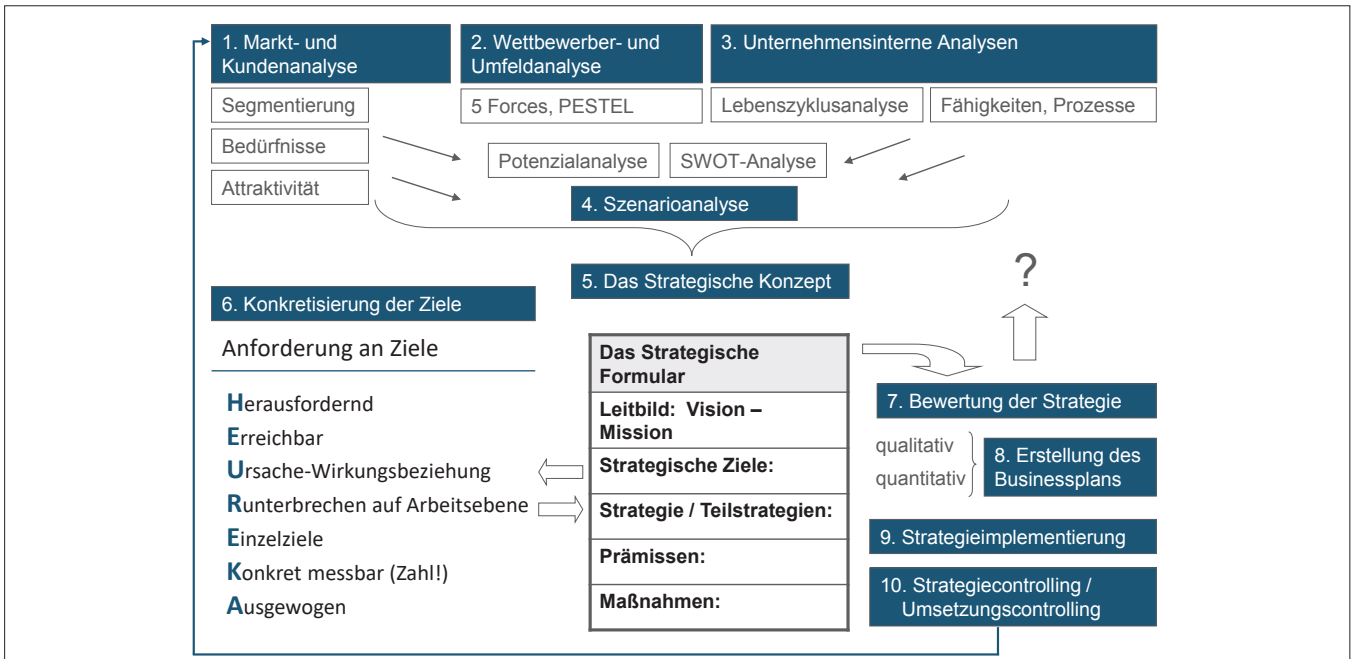 1. Markt- und
Kundenanalyse
2. Wettbewerber- und
Umfeldanalyse
3. Unternehmensinterne Analysen
Segmentierung
Bedürfnisse
Attraktivität
5 Forces, PESTEL
Lebenszyklusanalyse
Fähigkeiten, Prozesse
Potenzialanalyse
SWOT-Analyse
4. Szenarioanalyse
5. Das Strategische Konzept
?
6. Konkretisierung der Ziele
Anforderung an Ziele
Herausfordernd
Erreichbar
Ursache-Wirkungsbeziehung
Runterbrechen auf Arbeitsebene
Einzelziele
Konkret messbar (Zahl!)
Ausgewogen
Das Strategische
Formular
Leitbild: Vision –
Mission
Strategische Ziele:
Strategie / Teilstrategien:
Prämissen:
Maßnahmen:
7. Bewertung der Strategie
qualitativ
quantitativ
8. Erstellung des
Businessplans
9. Strategieimplementierung
10. Strategiecontrolling /
Umsetzungscontrolling